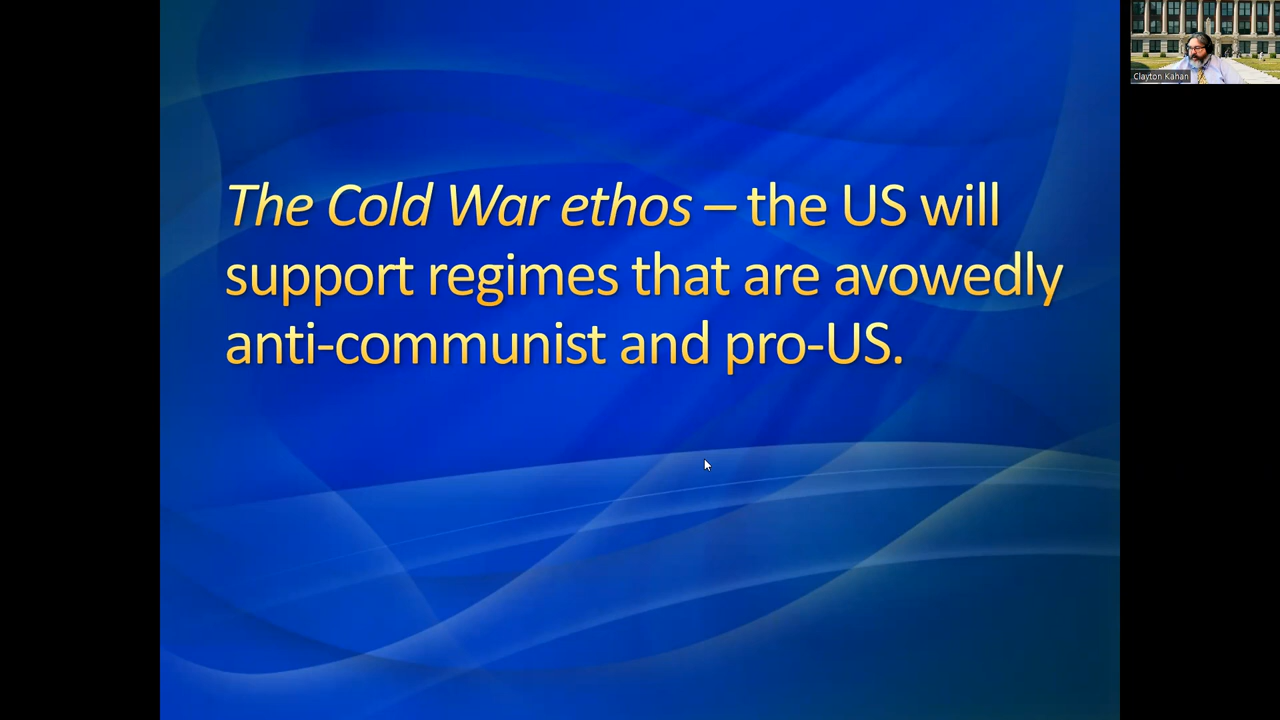 The Cold War ethos – the US will
support regimes that are avowedly
anti-communist and pro-US.
Clayton Kahan